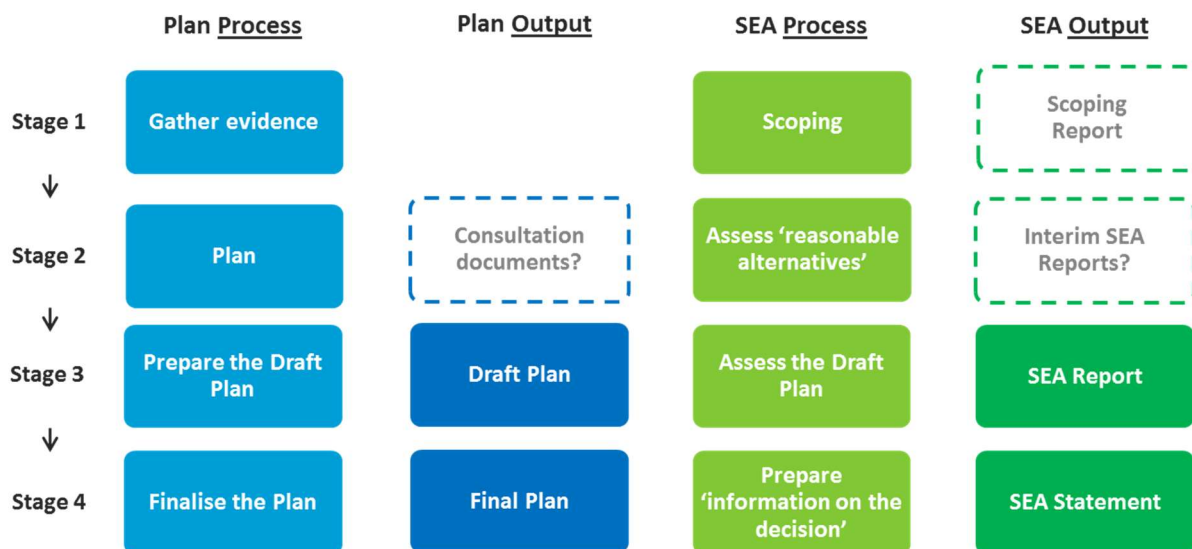 Plan Process
Plan Output
SEA Process
SEA Output
Stage 1
Gather evidence
Scoping
Scoping
Report
Stage 2
Plan
Consultation
documents?
Assess ‘reasonable
alternatives’
Interim SEA
Reports?
Stage 3
Prepare the Draft
Plan
Draft Plan
Assess the Draft
Plan
SEA Report
Stage 4
Finalise the Plan
Final Plan
Prepare
‘information on the
decision’
SEA Statement